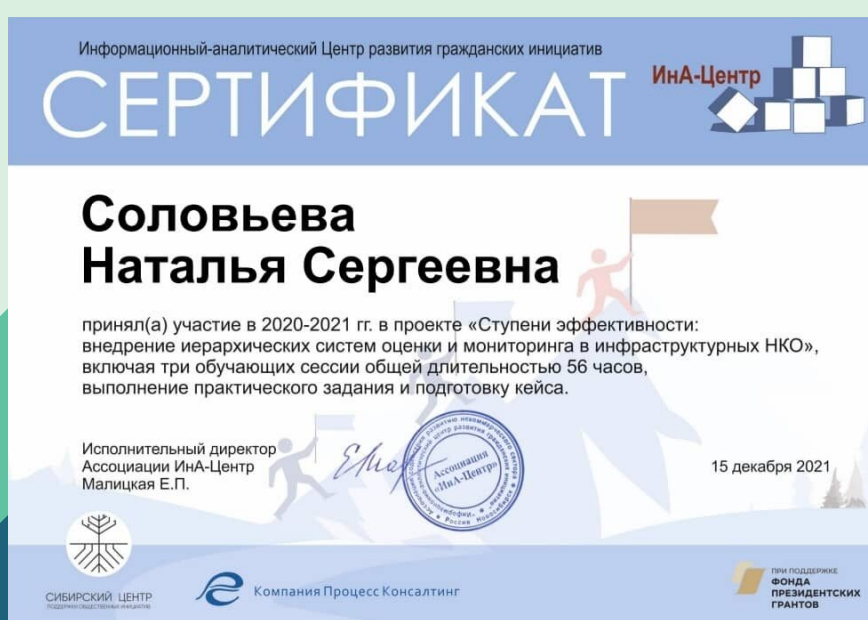 Информационный-аналитический Центр развития гражданских инициатив
СЕРТИФИКАТ
ИнА-Центр
Соловьева
Наталья Сергеевна
принял(а) участие в 2020-2021 гг. в проекте «Ступени эффективности:
внедрение иерархических систем оценки и мониторинга в инфраструктурных НКО»,
включая три обучающих сессии общей длительностью 56 часов,
выполнение практического задания и подготовку кейса.
Исполнительный директор
Ассоциации ИнА-Центр
Малицкая Е.П.
Ассоциация
«ИнА-Центр»
15 декабря 2021
СИБИРСКИЙ ЦЕНТР
ПОДДЕРЖКИ ОБЩЕСТВЕННЫХ ИНИЦИАТИВ
Компания Процесс Консалтинг
ПРИ ПОДДЕРЖКЕ
ФОНДА
ПРЕЗИДЕНТСКИХ
ГРАНТОВ